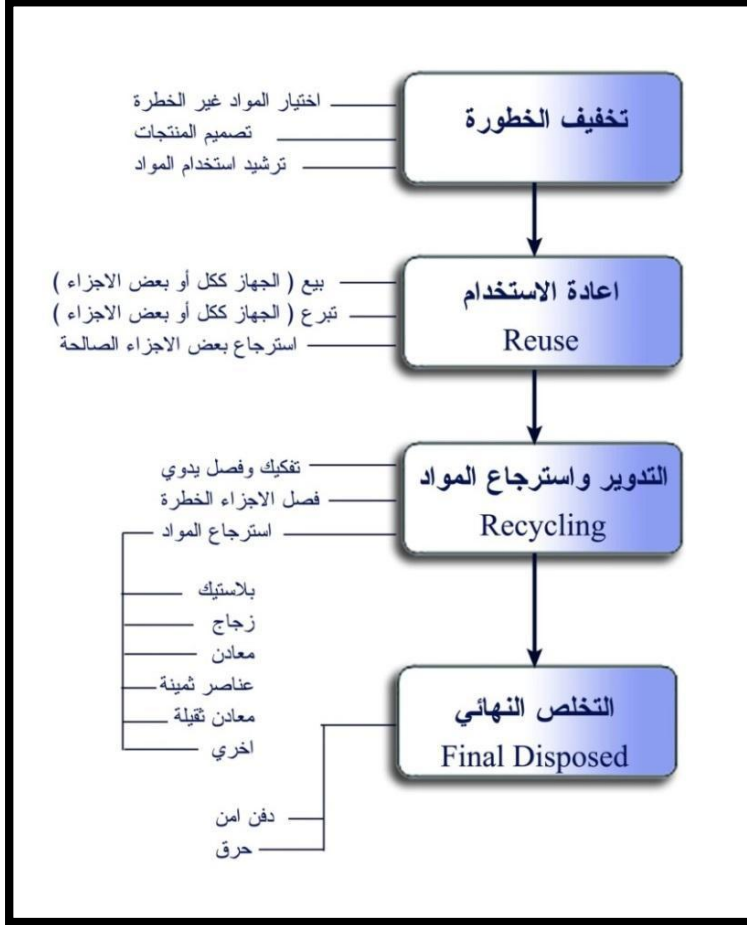 تخفيف الخطورة
اختيار المواد غير الخطرة
تصميم المنتجات
ترشيد استخدام المواد
اعادة الاستخدام
Reuse
بيع ( الجهاز ككل أو بعض الاجزاء )
تبرع ( الجهاز ككل أو بعض الاجزاء )
استرجاع بعض الاجزاء الصالحة
التدوير واسترجاع المواد
Recycling
تفكيك وفصل يدوي
فصل الاجزاء الخطرة
استرجاع المواد
بلاستيك
زجاج
معادن
عناصر ثمينة
معادن ثقيلة
اخري
التخلص النهائي
Final Disposed
دفن امن
حرق